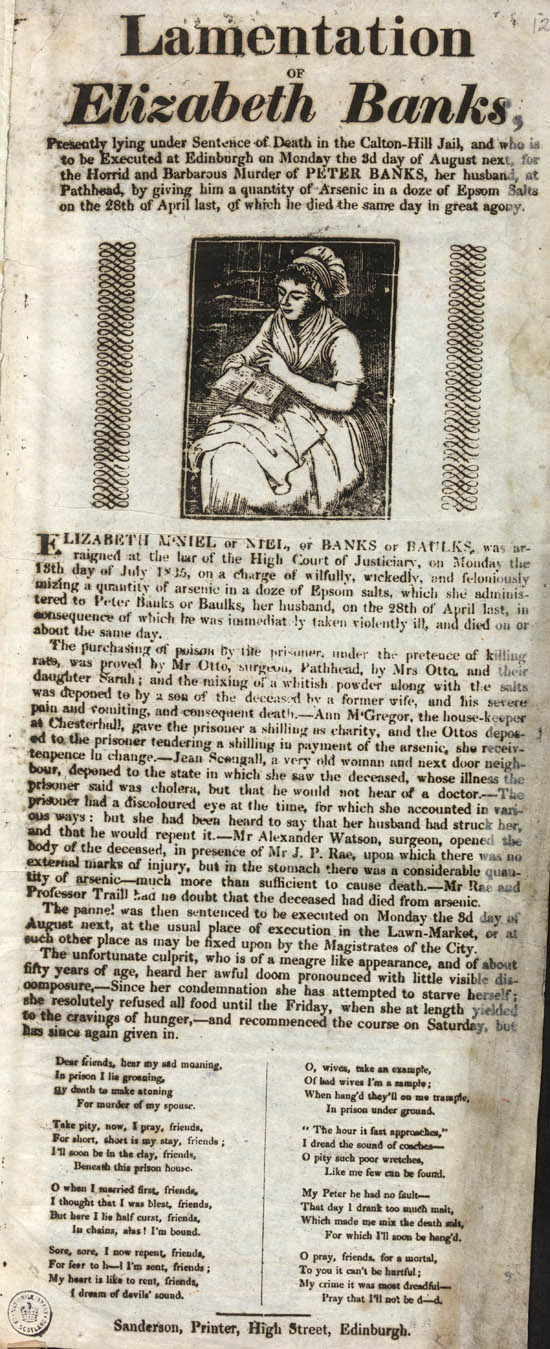 12
Lamentation
OF
Elizabeth Banks,
Presently lying under Sentence of Death in the Calton-Hill Jail, and who is
to be Executed at Edinburgh on Monday the 3d day of August next, for
the Horrid and Barbarous Murder of PETER BANKS, her husband, at
Pathhead, by giving him a quantity of Arsenic in a doze of Epsom Salts
on the 28th of April last, of which he died the same day in great agony.
ELIZABETH M'NIEL or NIEL, or BANKS or BAULKS, was ar-
raigned at the bar of the High Court of Justiciary, on Monday the
13th day of July 1835, on a charge of wilfully, wickedly, and feloniously
mizing a quantity of arsenic in a doze of Epsom salts, which she adminis-
tered to Peter Banks or Baulks, her husband, on the 28th of April last, in
consequence of which he was immediately taken violently ill, and died on or
about the same day.
The purchasing of poison by the prisoner, under the pretence of killing
rats, was proved by Mr Otto, surgeon, Pathhead, by Mrs Otto, and their
daughter Sarah; and the mixing of a whitish powder along with the salts
was deponed to by a son of the deceased by a former wife, and his severe
pain and vomiting, and consequent death.—Ann M'Gregor, the house-keeper
at Chesterhall, gave the prisoner a shilling as charity, and the Ottos depon-
ed to the prisoner tendering a shilling in payment of the arsenic, she receiv-
tenpence in change.—Jean Scougall, a very old woman and next door neigh-
bour, deponed to the state in which she saw the deceased, whose illness the
prisoner said was cholera, but that he would not hear of a doctor.—The
prisoner had a discoloured eye at the time, for which she accounted in vari-
ous ways: but she had been heard to say that her husband had struck her,
and that he would repent it.—Mr Alexander Watson, surgeon, opened the
body of the deceased, in presence of Mr J. P. Rae, upon which there was no
external marks of injury, but in the stomach there was a considerable quan-
tity of arsenic—much more than sufficient to cause death.—Mr Rae and
Professor Traill had no doubt that the deceased had died from arsenic.
The pannel was then sentenced to be executed on Monday the 3d day of
August next, at the usual place of execution in the Lawn-Market, or at
such other place as may be fixed upon by the Magistrates of the City.
The unfortunate culprit, who is of a meagre like appearance, and of about
fifty years of age, heard her awful doom pronounced with little visible dis-
composure,—Since her condemnation she has attempted to starve herself;
she resolutely refused all food until the Friday, when she at length yielded
to the cravings of hunger,—and recommenced the course on Saturday, but
has since again given in.
Dear friends, hear my sad moaning,
In prison I lie groaning,
my death to make atoning
For murder of my spouse.
Take pity, now, I pray, friends,
For short, short is my stay, friends;
I'll soon be in the clay, friends,
Beneath this prison house.
O when I married first, friends,
I thought that I was blest, friends,
But here I lie half curst, friends,
In chains, alas! I'm bound.
Sore, sore, I now repent, friends,
For fear to h—l I'm sent, friends;
My heart is like to rent, friends,
I dream of devils' sound.
O, wives, take an example,
Of bad wives I'm a sample;
When hang'd they'll on me trample,
In prison under ground.
"The hour is fast approaches,"
I dread the sound of coaches—
O pity such poor wretches,
Like me few can be found.
My Peter he had no fault—
That day I drank too much malt,
Which made me mix the death salt,
For which I'll soon be hang'd.
O pray, friends, for a mortal,
To you it can't be hurtful;
My crime it was most dreadful—
Pray that I'll not be d—d.
Sanderson, Printer, High Street, Edinburgh.